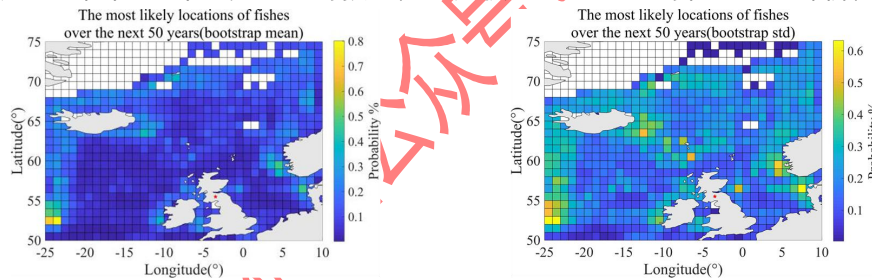 The most likely locations of fishes
over the next 50 years(bootstrap mean)
75
70
65
60
55
50
-25 -20 -15 -10 -5 0 5 10
Latitude(°)
Longitude(°)
0.8
0.7
0.6
0.5
0.4
0.3
0.2
0.1
Probability %
公众号
The most likely locations of fishes
over the next 50 years(bootstrap std)
75
70
65
60
55
50
-25 -20 -15 -10 -5 0 5 10
Latitude(°)
Longitude(°)
0.6
0.5
0.4
0.3
0.2
0.1